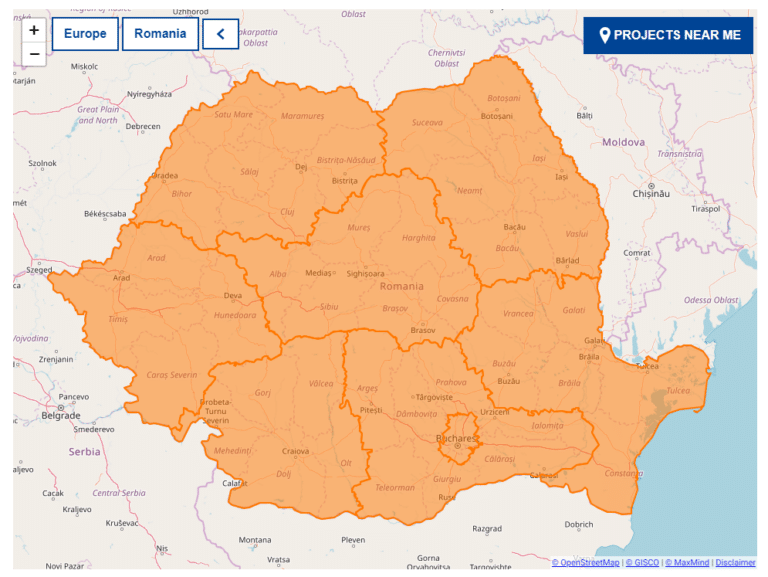 Region of Kasice
Uzhhorod
Zakarpattia
Oblast
Oblast
+
−
Europe
Romania
<
PROJECTS NEAR ME
Chernivtsi
Oblast
Miskolc
Nyíregyháza
Great Plain
and North
Debrecen
Satu Mare
Maramureș
Suceava
Botoșani
Botoșani
Bălți
Moldova
Transnistria
Szolnok
Oradea
Bihor
Sălaj
Dej
Bistrița-Năsăud
Bistrița
Neamț
Iași
Iași
Chișinău
Tiraspol
Békéscsaba
Cluj
Mureș
Harghita
Bacău
Bacău
Vaslui
Bârlad
Comrat
Szeged
Arad
Arad
Alba
Mediaș
Sighișoara
Romania
Odessa Oblast
Deva
Hunedoara
Timiș
Sibiu
Brașov
Covasna
Brașov
Vrancea
Galați
Galați
Brăila
Vojvodina
Zrenjanin
Caraș Severin
Tulcea
Tulcea
Pancevo
Belgrade
Smederevo
Serbia
Drobeta-
Turnu
Severin
Gorj
Vâlcea
Argeș
Prahova
Buzău
Buzău
Brăila
Târgoviște
Pitești
Dâmbovița
Urziceni
Ialomița
Bucharest
Mehedinți
Craiova
Dolj
Olt
Călărași
Constanța
Calafat
Teleorman
Giurgiu
Ruse
Cacak
Central Serbia
Kraljevo
Kruševac
Nis
Novi Pazar
Montana
Vratsa
Pleven
Gorna
Razgrad
Targovishte
Dobrich
© OpenStreetMap | © GISCO | © MaxMind | Disclaimer